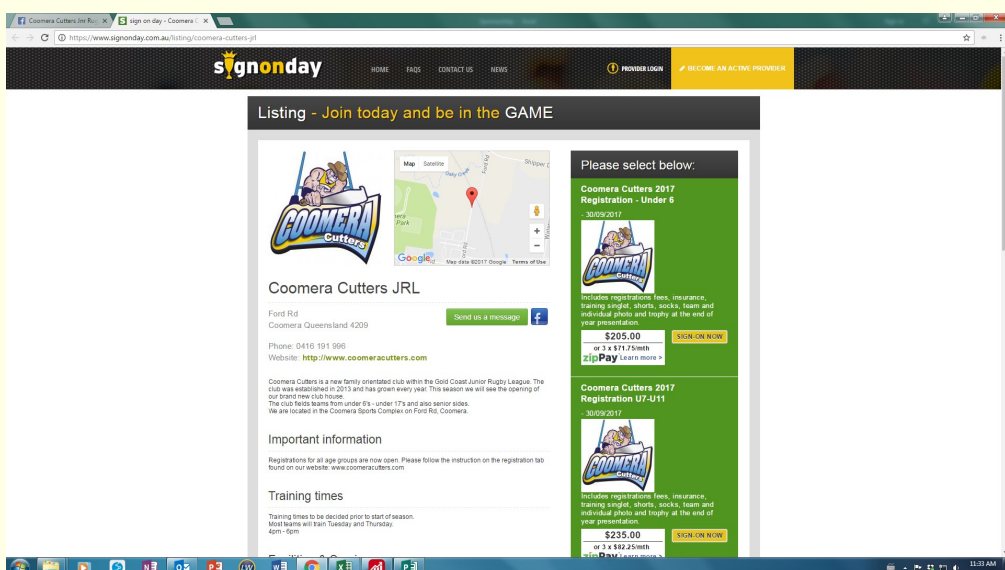 Coomera Cutters Jnr Rug
sign on day - Coomera C
https://www.signonday.com.au/listing/coomera-cutters-jrl
signonday
HOME
FAQS
CONTACT US
NEWS
PROVIDER LOGIN
BECOME AN ACTIVE PROVIDER
Listing - Join today and be in the GAME
COOMERA
Cutters
Map
Satellite
Oaky Creek
Ford Rd
Shipper
Park
Ford Rd
Google
Map data ©2017 Google
Terms of Use
Coomera Cutters JRL
Ford Rd
Coomera Queensland 4209
Send us a message
Phone: 0416 191 996
Website: http://www.coomeracutters.com
Coomera Cutters is a new family orientated club within the Gold Coast Junior Rugby League. The
club was established in 2013 and has grown every year. This season we will see the opening of
our brand new club house.
The club fields teams from under 6's - under 17's and also senior sides.
We are located in the Coomera Sports Complex on Ford Rd, Coomera.
Important information
Registrations for all age groups are now open. Please follow the instruction on the registration tab
found on our website: www.coomeracutters.com
Training times
Training times to be decided prior to start of season.
Most teams will train Tuesday and Thursday.
4pm - 6pm
Please select below:
Coomera Cutters 2017
Registration - Under 6
- 30/09/2017
COOMERA
Cutters
Includes registrations fees, insurance,
training singlet, shorts, socks, team and
individual photo and trophy at the end of
year presentation.
$205.00
SIGN-ON NOW
or 3 x $71.75/mth
zipPay Learn more >
Coomera Cutters 2017
Registration U7-U11
- 30/09/2017
COOMERA
Cutters
Includes registrations fees, insurance,
training singlet, shorts, socks, team and
individual photo and trophy at the end of
year presentation.
$235.00
SIGN-ON NOW
or 3 x $82.25/mth
zipPay Learn more >
11:33 AM